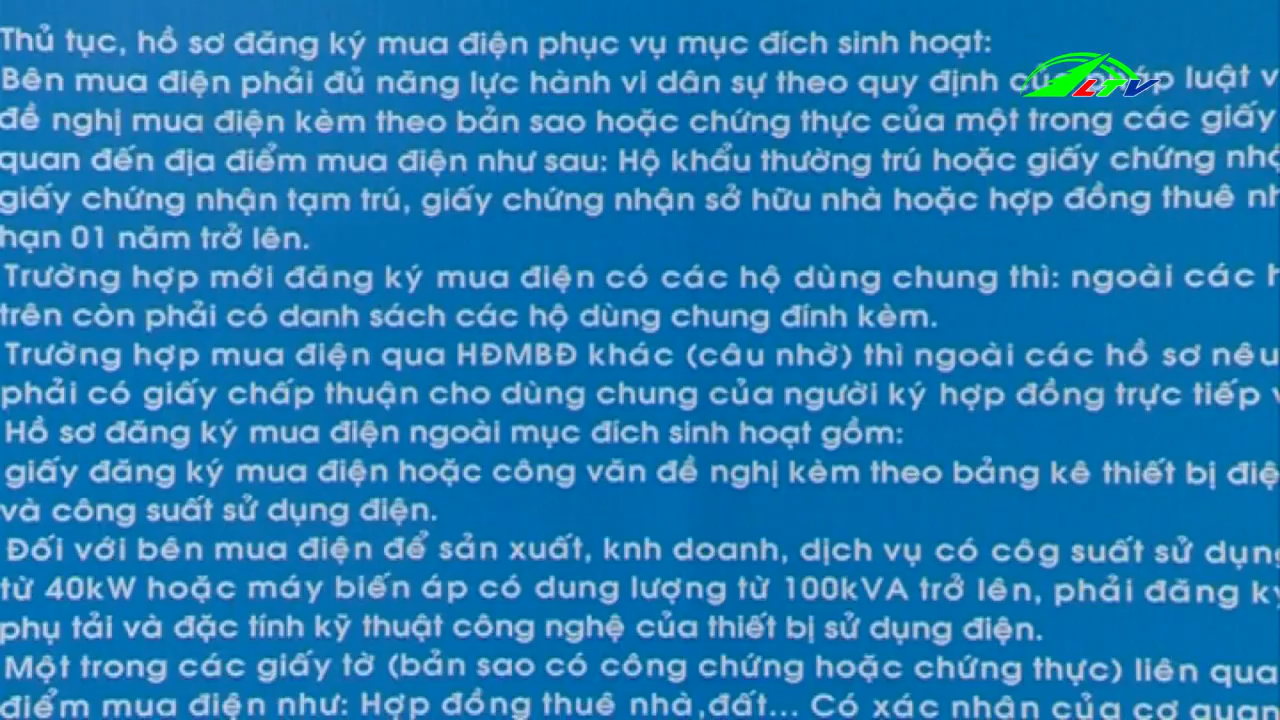 Thủ tục, hồ sơ đăng ký mua điện phục vụ mục đích sinh hoạt:
Bên mua điện phải đủ năng lực hành vi dân sự theo quy định của pháp luật v
đề nghị mua điện kèm theo bản sao hoặc chứng thực của một trong các giấy
quan đến địa điểm mua điện như sau: Hộ khẩu thường trú hoặc giấy chứng nhậ
giấy chứng nhận tạm trú, giấy chứng nhận sở hữu nhà hoặc hợp đồng thuê nh
hạn 01 năm trở lên.
Trường hợp mới đăng ký mua điện có các hộ dùng chung thì: ngoài các h
trên còn phải có danh sách các hộ dùng chung đính kèm.
Trường hợp mua điện qua HĐMBĐ khác (câu nhờ) thì ngoài các hồ sơ nêu
phải có giấy chấp thuận cho dùng chung của người ký hợp đồng trực tiếp v
Hồ sơ đăng ký mua điện ngoài mục đích sinh hoạt gồm:
giấy đăng ký mua điện hoặc công văn đề nghị kèm theo bảng kê thiết bị điệ
và công suất sử dụng điện.
Đối với bên mua điện để sản xuất, knh doanh, dịch vụ có côg suất sử dụng
từ 40kW hoặc máy biến áp có dung lượng từ 100kVA trở lên, phải đăng ký
phụ tải và đặc tính kỹ thuật công nghệ của thiết bị sử dụng điện.
Một trong các giấy tờ (bản sao có công chứng hoặc chứng thực) liên qua
điểm mua điện như: Hợp đồng thuê nhà,đất... Có xác nhận của cơ quan
LTV